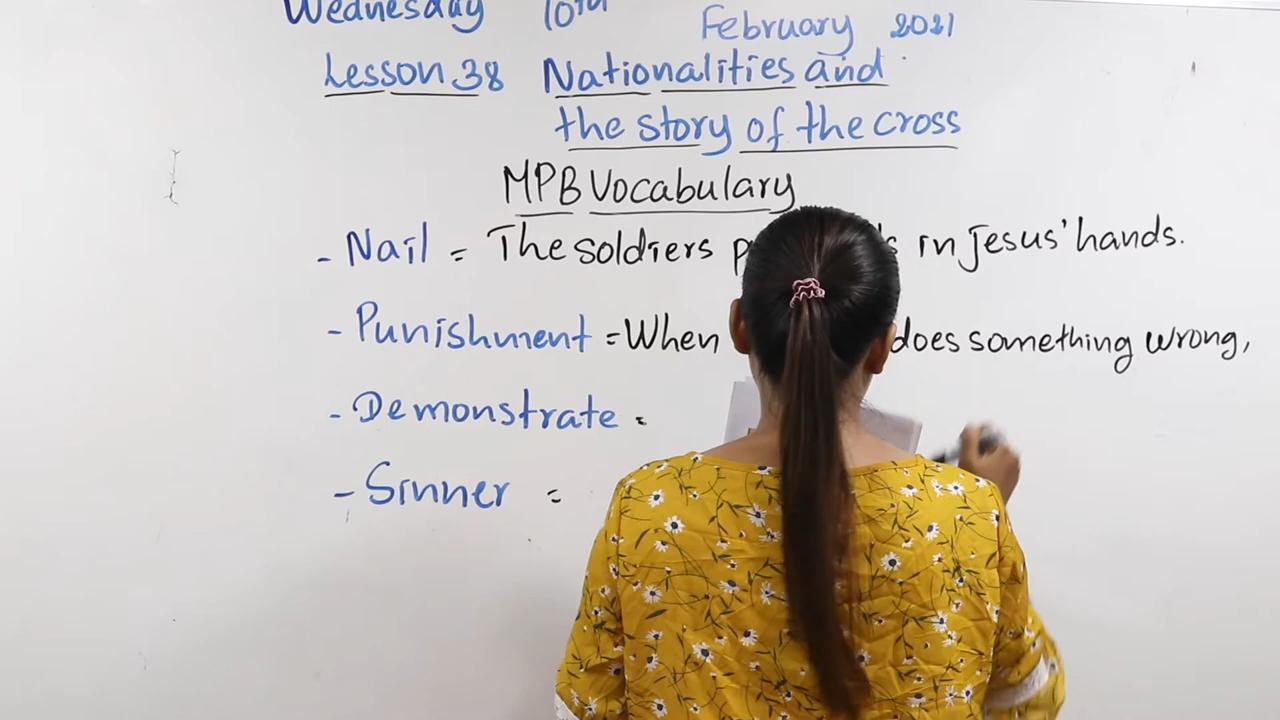 Wednesday 10th February 2021
Lesson 38 Nationalities and
the story of the cross
MPB Vocabulary
- Nail = The soldiers in Jesus' hands.
- Punishment = When does something wrong,
- Demonstrate =
- Sinner =